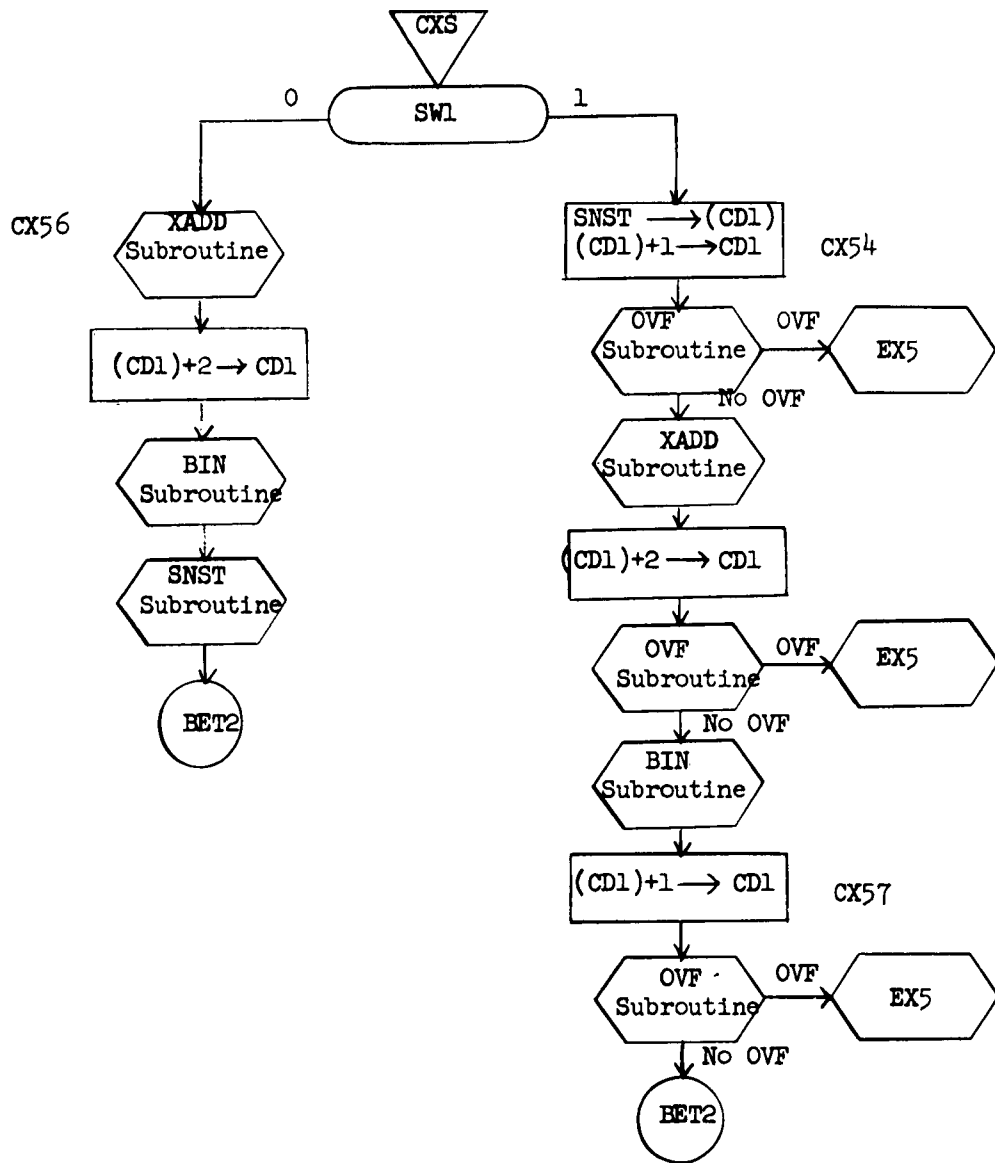 CXS
0
SW1
1
CX56
XADD
Subroutine
(CD1)+2 → CD1
BIN
Subroutine
SNST
Subroutine
BET2
SNST → (CD1)
(CD1)+1 → CD1
CX54
OVF
Subroutine
OVF
EX5
No OVF
XADD
Subroutine
(CD1)+2 → CD1
OVF
Subroutine
OVF
EX5
No OVF
BIN
Subroutine
(CD1)+1 → CD1
CX57
OVF
Subroutine
OVF
EX5
No OVF
BET2